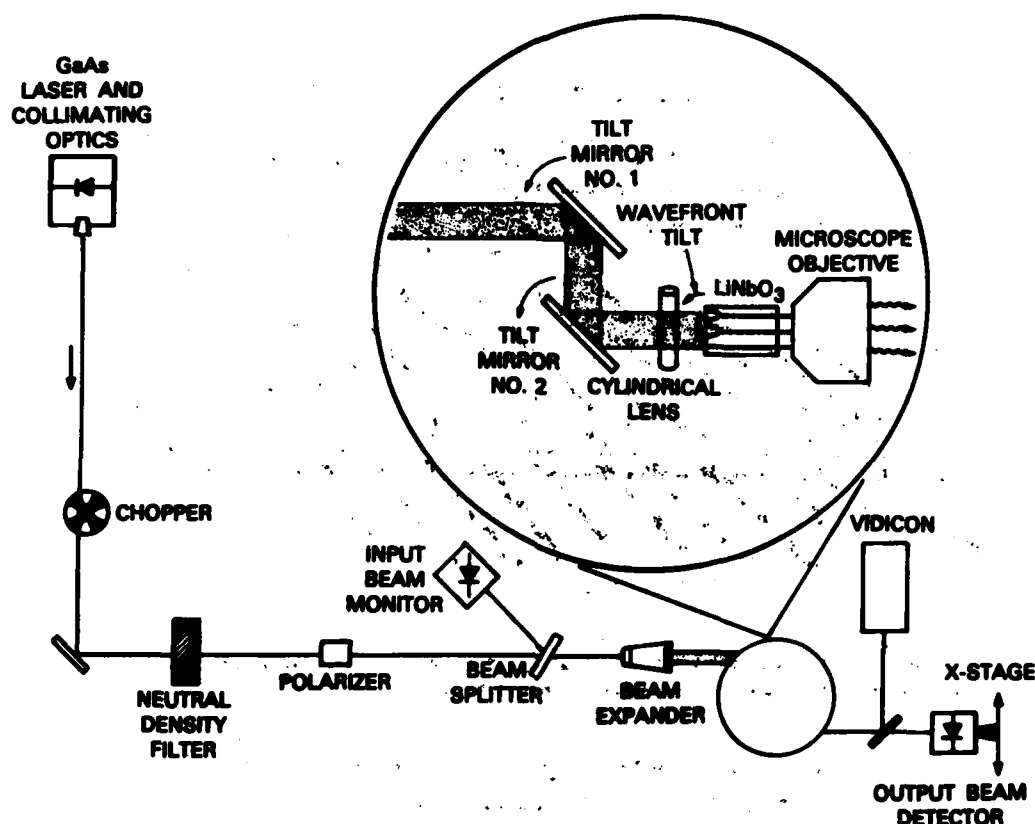 GaAs
LASER AND
COLLIMATING
OPTICS
TILT
MIRROR
NO. 1
WAVEFRONT
TILT
MICROSCOPE
OBJECTIVE
LiNbO3
TILT
MIRROR
NO. 2
CYLINDRICAL
LENS
CHOPPER
INPUT
BEAM
MONITOR
VIDICON
NEUTRAL
DENSITY
FILTER
POLARIZER
BEAM
SPLITTER
BEAM
EXPANDER
X-STAGE
OUTPUT BEAM
DETECTOR